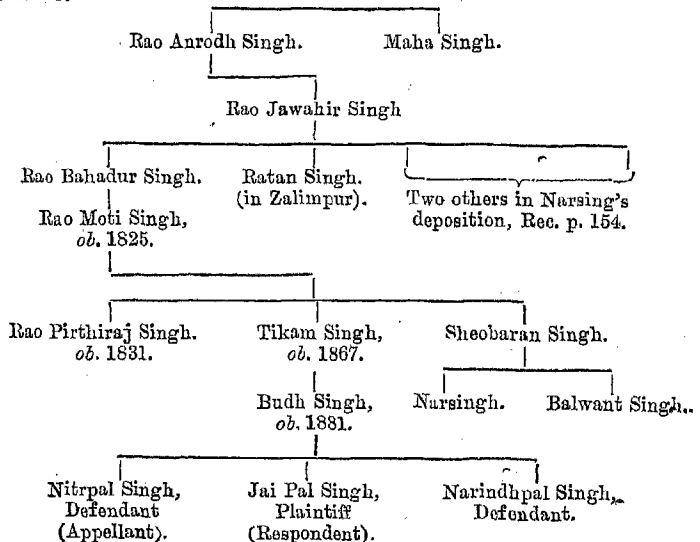 Rao Anrodh Singh. Maha Singh.
Rao Jawahir Singh
Rao Bahadur Singh. Ratan Singh. (in Zalimpur). Two others in Narsing's deposition, Rec. p. 154.
Rao Moti Singh, ob. 1825.
Rao Pirthiraj Singh. ob. 1831. Tikam Singh, ob. 1867. Sheobaran Singh.
Budh Singh, ob. 1881. Narsingh. Balwant Singh.
Nitrpal Singh, Defendant (Appellant). Jai Pal Singh, Plaintiff (Respondent). Narindhpal Singh, Defendant.